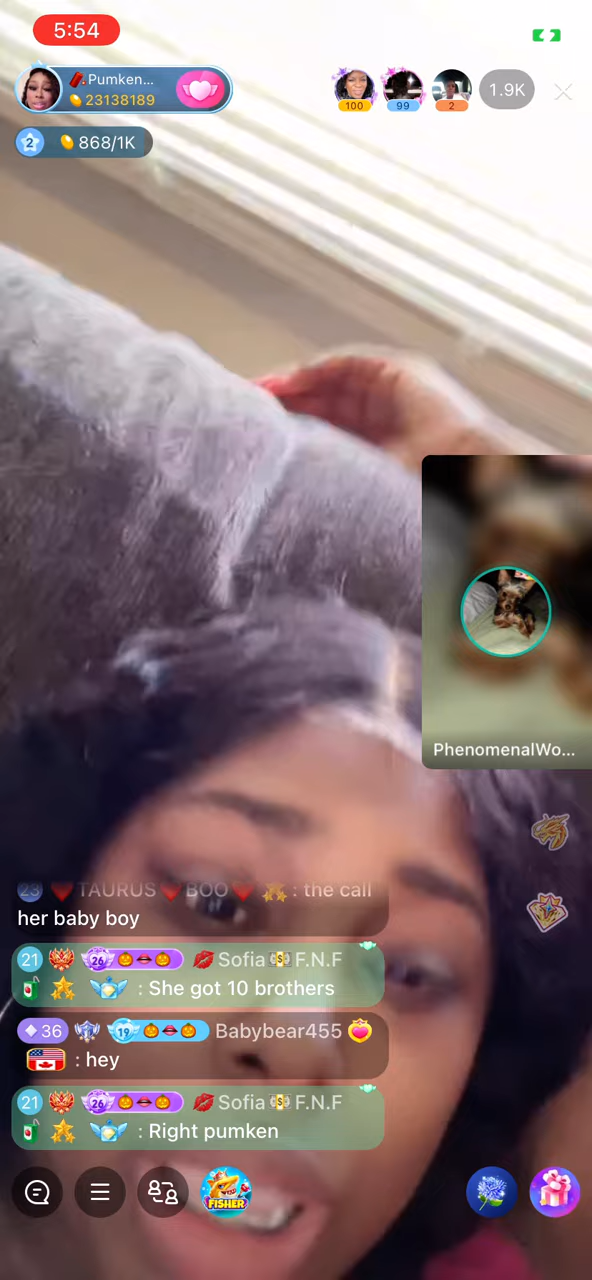 5:54
Pumken...
23138189
100
99
2
1.9K
2
868/1K
PhenomenalWo...
23 TAURUS BOO : the call
her baby boy
21 26 Sofia F.N.F
: She got 10 brothers
36 19 Babybear455
: hey
21 26 Sofia F.N.F
: Right pumken
FISHER